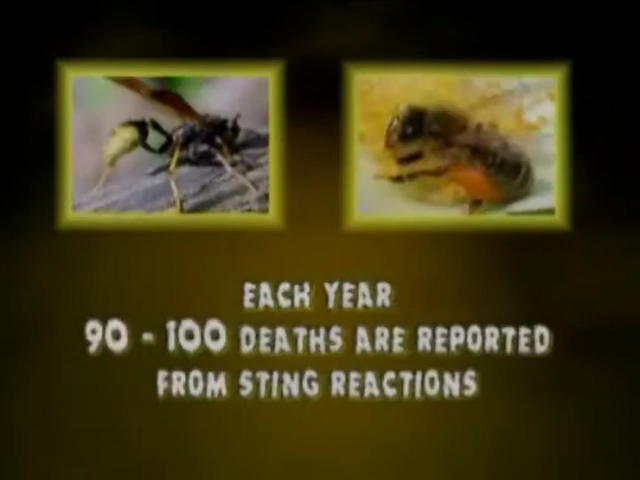 EACH YEAR
90 - 100 DEATHS ARE REPORTED
FROM STING REACTIONS